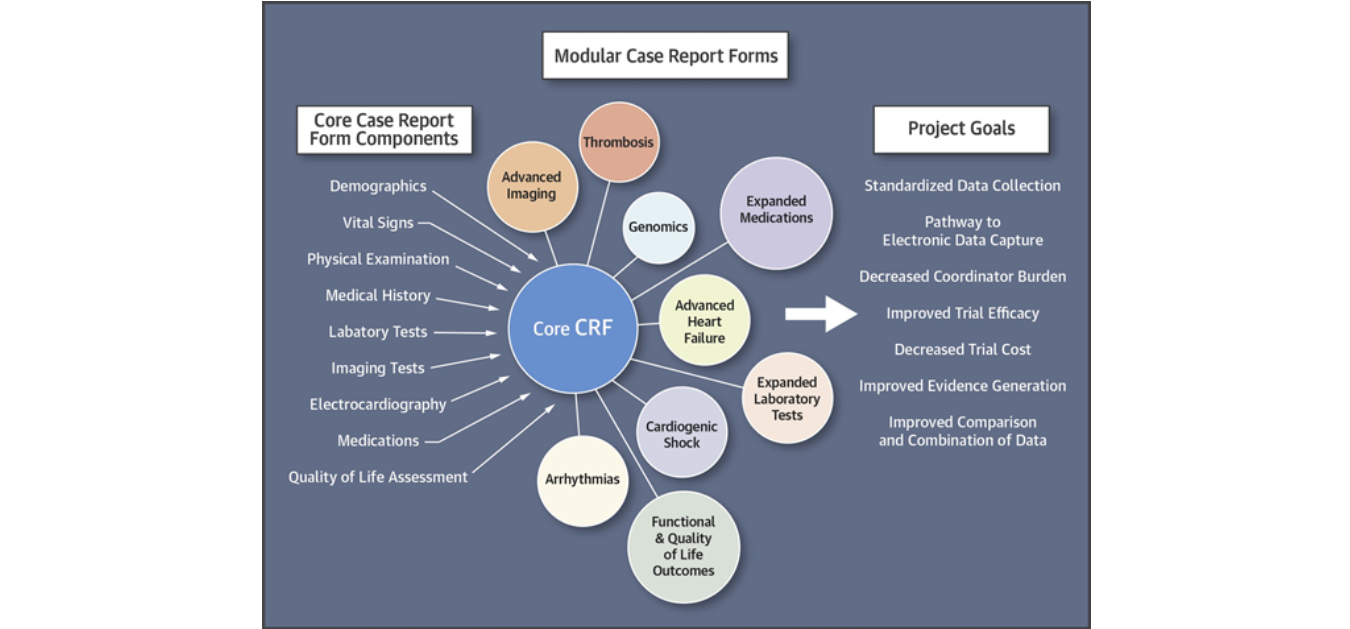 Modular Case Report Forms
Core Case Report
Form Components
Demographics
Vital Signs
Physical Examination
Medical History
Labatory Tests
Imaging Tests
Electrocardiography
Medications
Quality of Life Assessment
Thrombosis
Advanced
Imaging
Genomics
Expanded
Medications
Core CRF
Advanced
Heart
Failure
Expanded
Laboratory
Tests
Cardiogenic
Shock
Arrhythmias
Functional
& Quality
of Life
Outcomes
Project Goals
Standardized Data Collection
Pathway to
Electronic Data Capture
Decreased Coordinator Burden
Improved Trial Efficacy
Decreased Trial Cost
Improved Evidence Generation
Improved Comparison
and Combination of Data